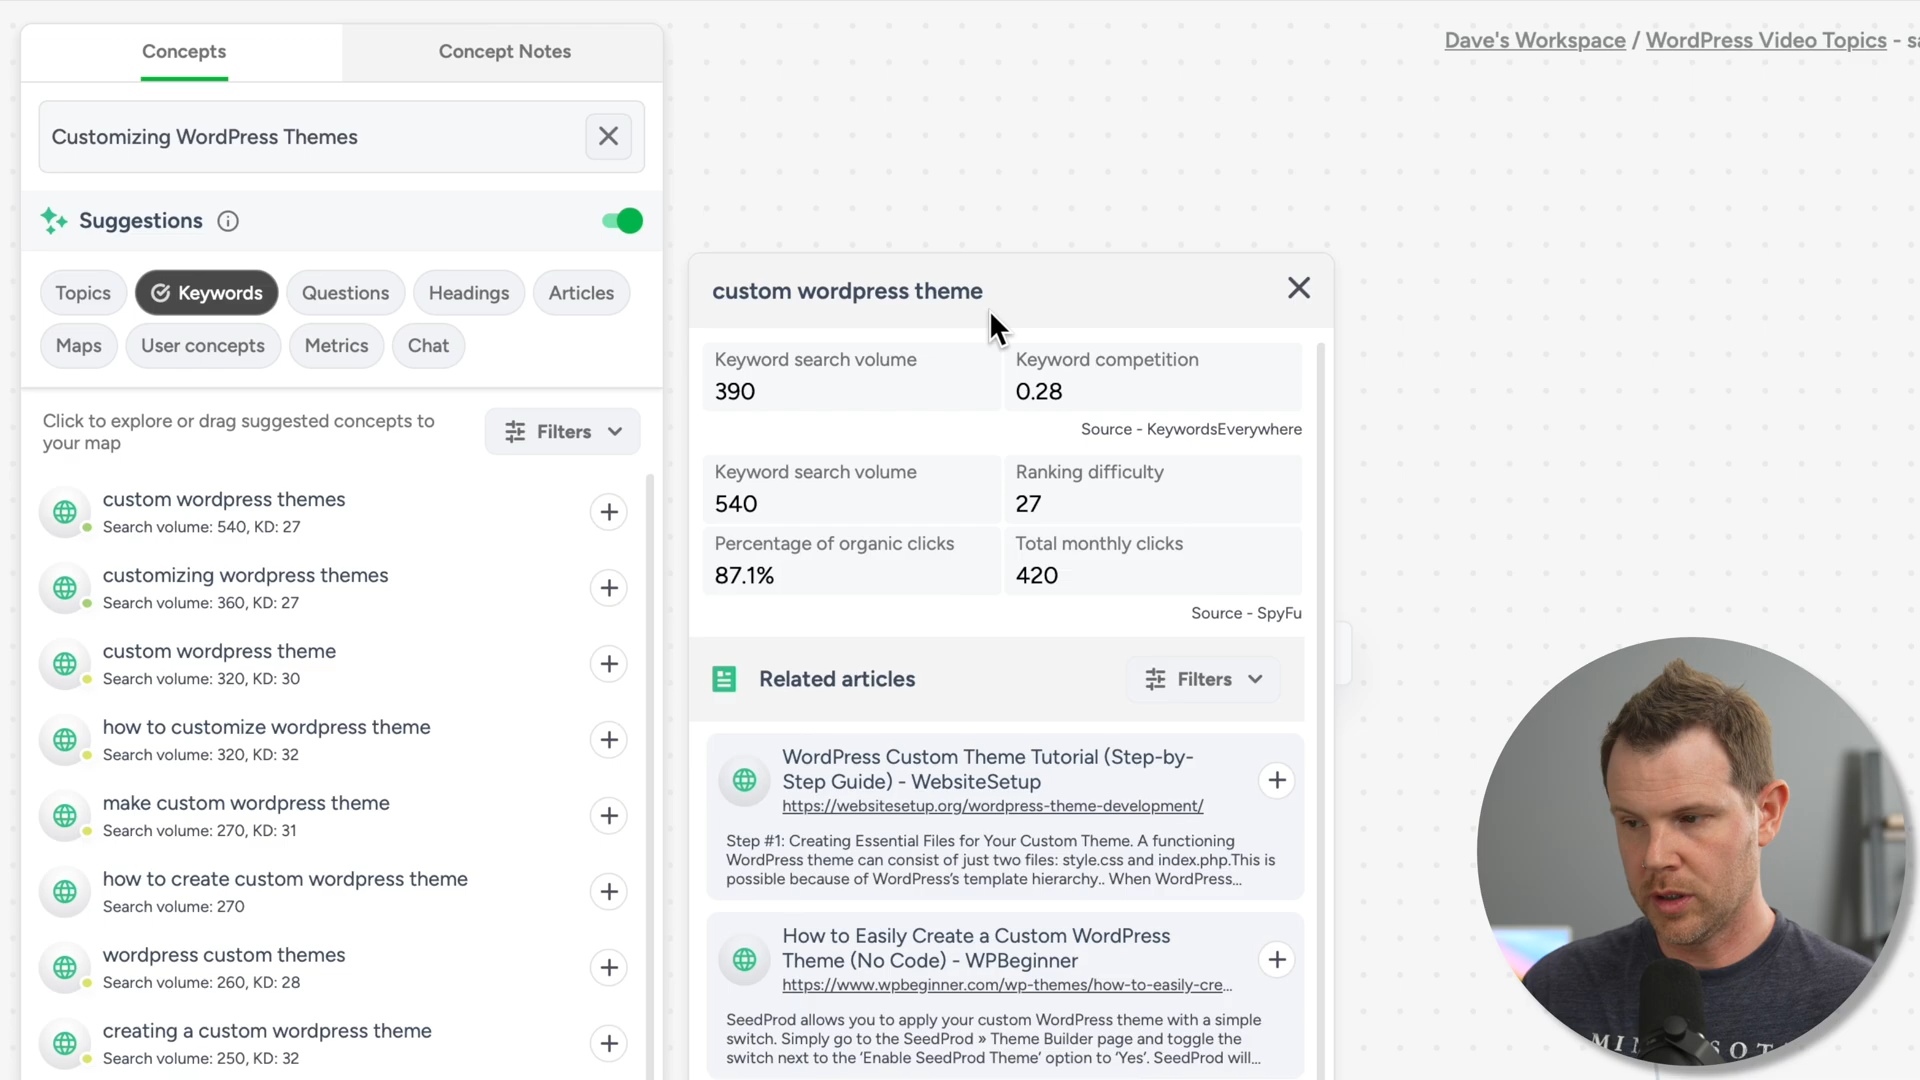 Concepts
Concept Notes
Dave's Workspace / WordPress Video Topics - sa
Customizing WordPress Themes
Suggestions
Topics
Keywords
Questions
Headings
Articles
Maps
User concepts
Metrics
Chat
Click to explore or drag suggested concepts to
your map
Filters
custom wordpress themes
Search volume: 540, KD: 27
customizing wordpress themes
Search volume: 360, KD: 27
custom wordpress theme
Search volume: 320, KD: 30
how to customize wordpress theme
Search volume: 320, KD: 32
make custom wordpress theme
Search volume: 270, KD: 31
how to create custom wordpress theme
Search volume: 270
wordpress custom themes
Search volume: 260, KD: 28
creating a custom wordpress theme
Search volume: 250, KD: 32
custom wordpress theme
Keyword search volume
390
Keyword competition
0.28
Source - KeywordsEverywhere
Keyword search volume
540
Ranking difficulty
27
Percentage of organic clicks
87.1%
Total monthly clicks
420
Source - SpyFu
Related articles
Filters
WordPress Custom Theme Tutorial (Step-by-
Step Guide) - WebsiteSetup
https://websitesetup.org/wordpress-theme-development/
Step #1: Creating Essential Files for Your Custom Theme. A functioning
WordPress theme can consist of just two files: style.css and index.php.This is
possible because of WordPress's template hierarchy.. When WordPress...
How to Easily Create a Custom WordPress
Theme (No Code) - WPBeginner
https://www.wpbeginner.com/wp-themes/how-to-easily-cre...
SeedProd allows you to apply your custom WordPress theme with a simple
switch. Simply go to the SeedProd » Theme Builder page and toggle the
switch next to the 'Enable SeedProd Theme' option to 'Yes'. SeedProd will...